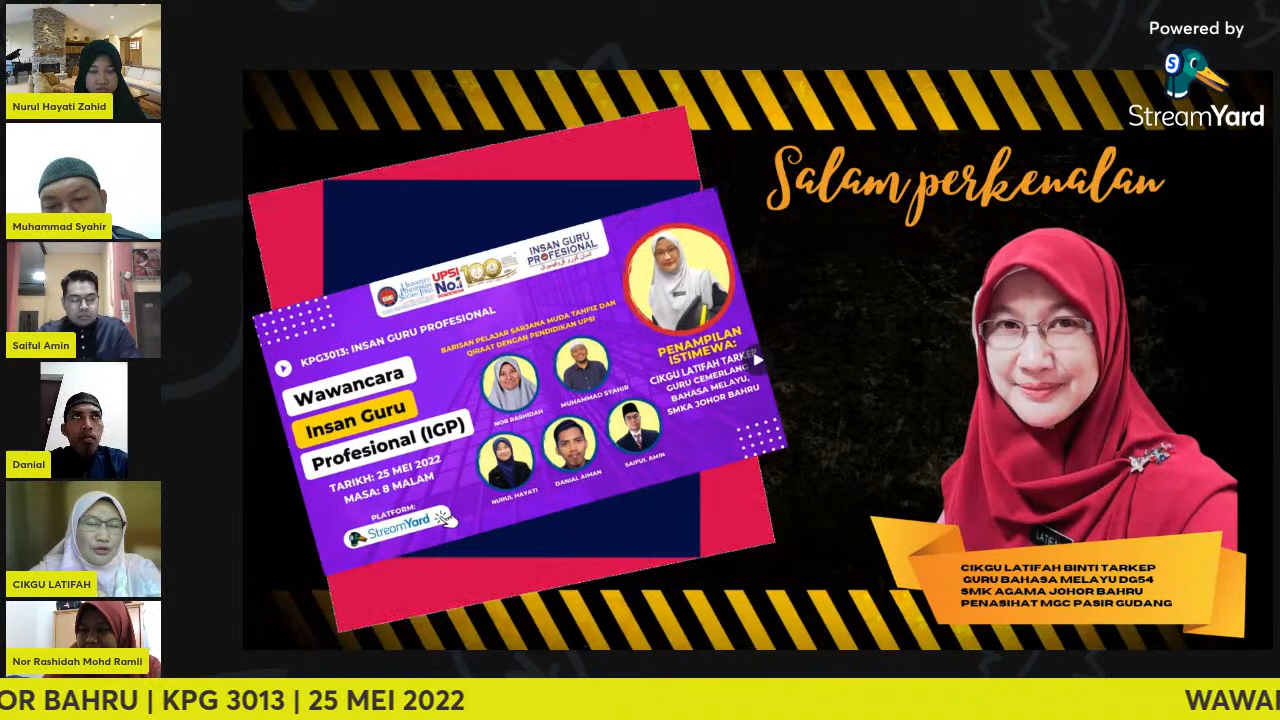 Powered by
StreamYard
Nurul Hayati Zahid
Muhammad Syahir
Saiful Amin
Danial
CIKGU LATIFAH
Nor Rashidah Mohd Ramli
Salam perkenalan
UPSI
No.1
100
INSAN GURU
PROFESIONAL
KPG3013: INSAN GURU PROFESIONAL
BARISAN PELAJAR SARJANA MUDA TAHFIZ DAN
QIRAAT DENGAN PENDIDIKAN UPSI
Wawancara
Insan Guru
Profesional (IGP)
TARIKH: 25 MEI 2022
MASA: 8 MALAM
PLATFORM:
StreamYard
NOR RASHIDAH
MUHAMMAD SYAHIR
NURUL HAYATI
DANIAL AIMAN
SAIFUL AMIN
PENAMPILAN
ISTIMEWA:
CIKGU LATIFAH TARKEP
GURU CEMERLANG
BAHASA MELAYU,
SMKA JOHOR BAHRU
CIKGU LATIFAH BINTI TARKEP
GURU BAHASA MELAYU DG54
SMK AGAMA JOHOR BAHRU
PENASIHAT MGC PASIR GUDANG
OR BAHRU | KPG 3013 | 25 MEI 2022
WAWAN